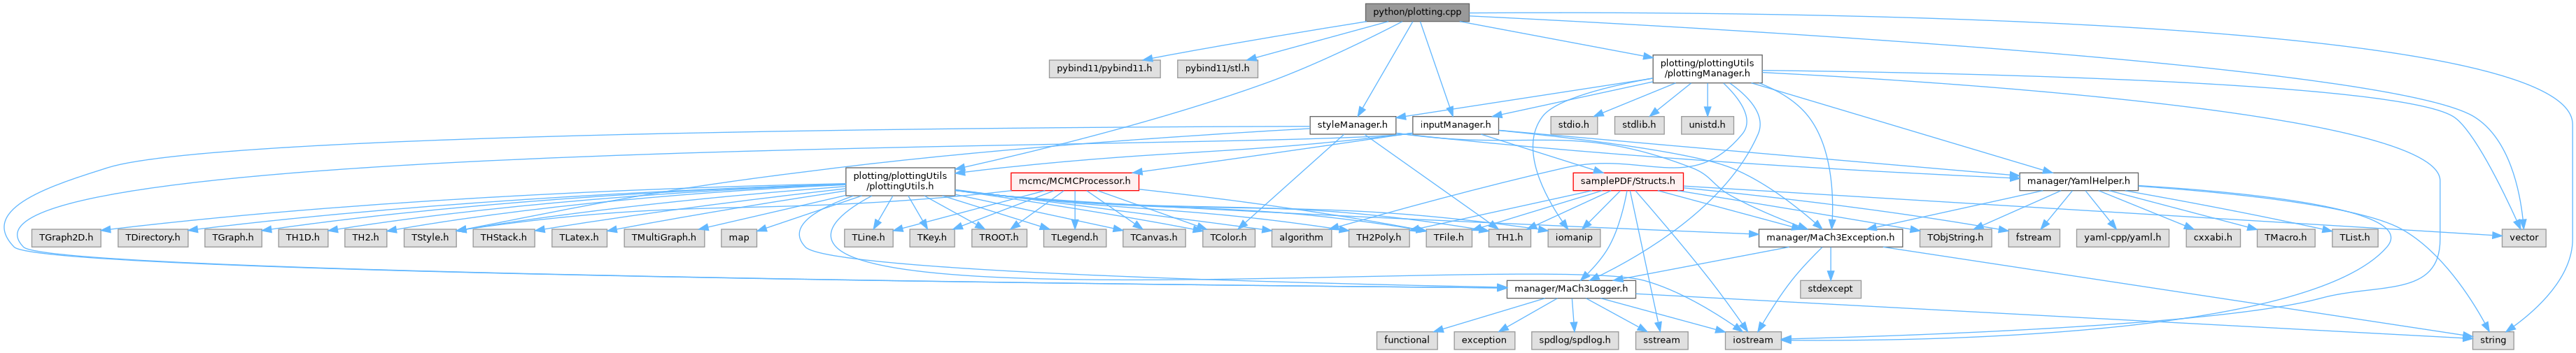 python/plotting.cpp
pybind11/pybind11.h
pybind11/stl.h
plotting/plottingUtils
/plottingManager.h
styleManager.h
inputManager.h
stdio.h
stdlib.h
unistd.h
plotting/plottingUtils
/plottingUtils.h
mcmc/MCMCProcessor.h
samplePDF/Structs.h
manager/YamlHelper.h
TGraph2D.h
TDirectory.h
TGraph.h
TH1D.h
TH2.h
TStyle.h
THStack.h
TLatex.h
TMultiGraph.h
map
TLine.h
TKey.h
TROOT.h
TLegend.h
TCanvas.h
TColor.h
algorithm
TH2Poly.h
TFile.h
TH1.h
iomanip
manager/MaCh3Exception.h
TObjString.h
fstream
yaml-cpp/yaml.h
cxxabi.h
TMacro.h
TList.h
vector
manager/MaCh3Logger.h
stdexcept
functional
exception
spdlog/spdlog.h
sstream
iostream
string